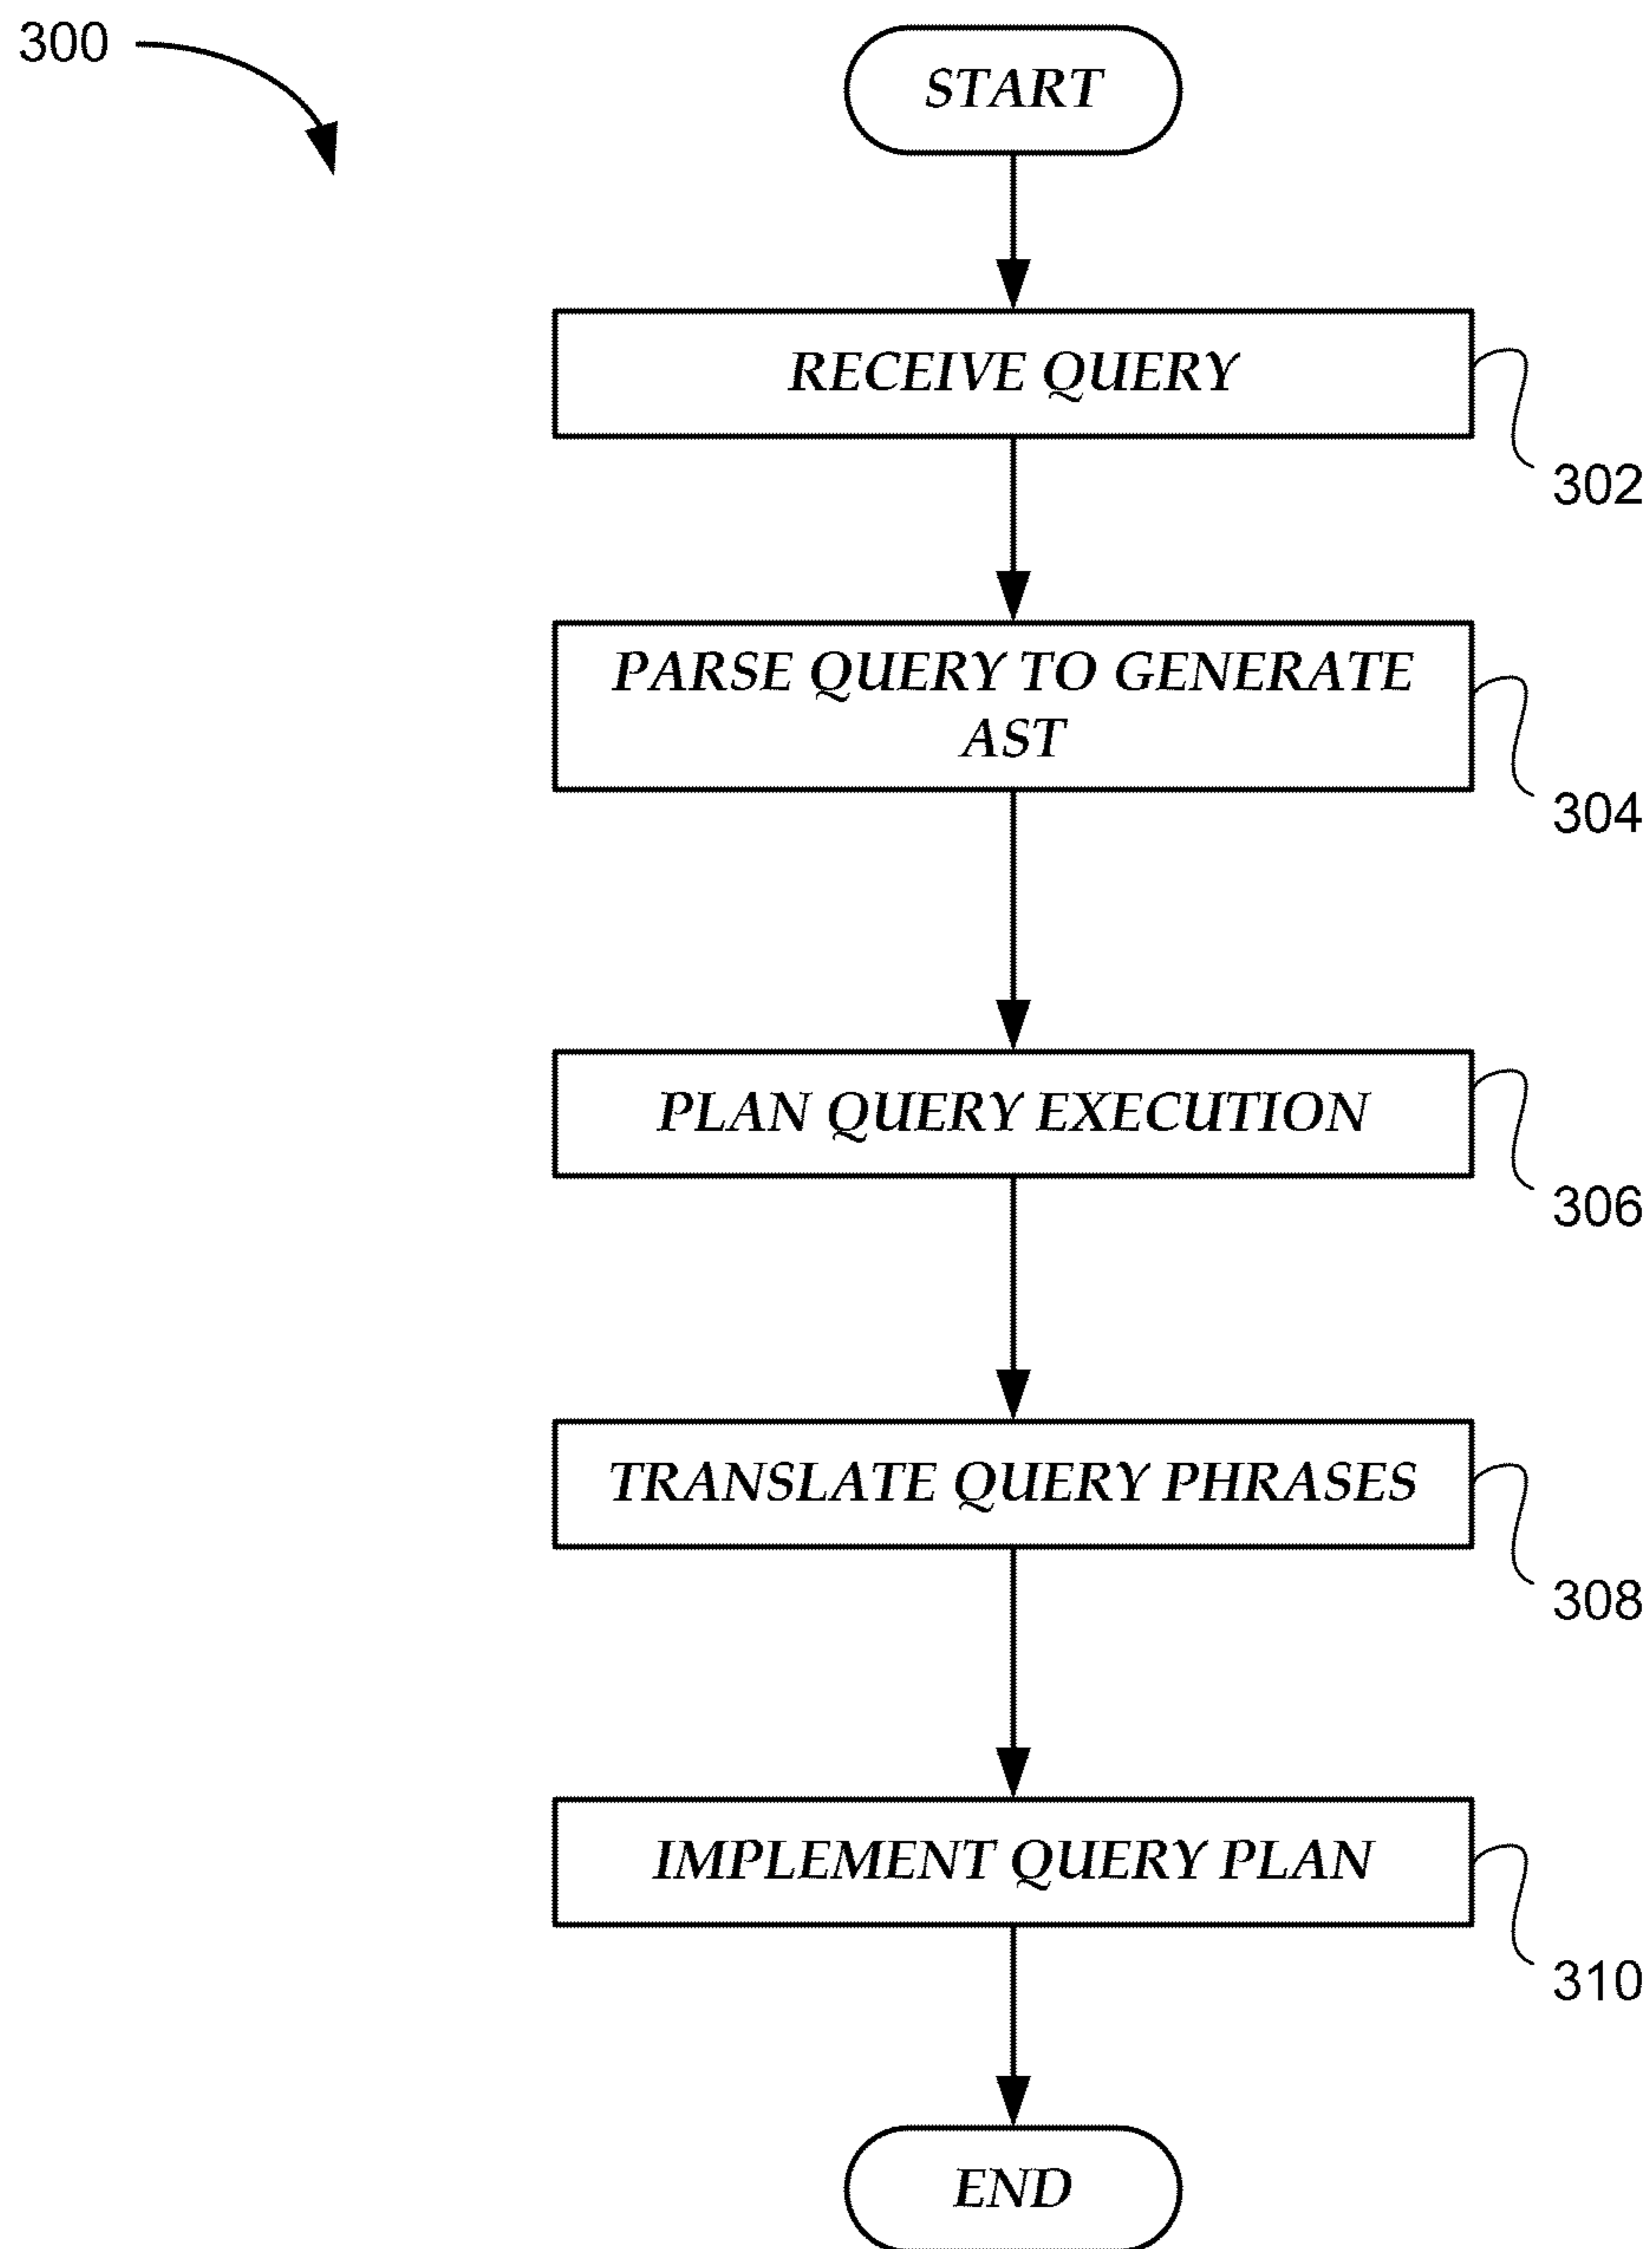 300
START
RECEIVE QUERY
302
PARSE QUERY TO GENERATE
AST
304
PLAN QUERY EXECUTION
306
TRANSLATE QUERY PHRASES
308
IMPLEMENT QUERY PLAN
310
END